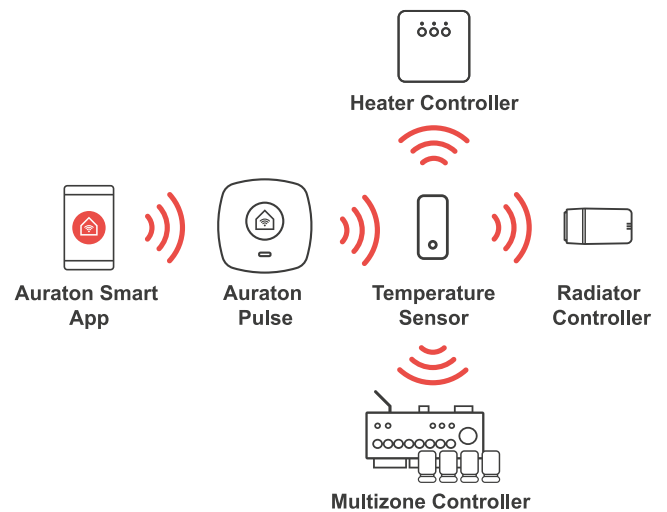 Heater Controller
Auraton Smart
App
Auraton
Pulse
Temperature
Sensor
Radiator
Controller
Multizone Controller